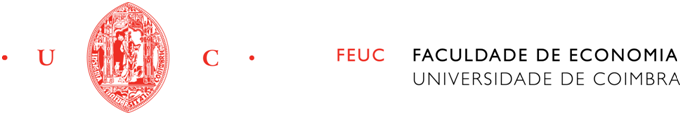 · U C ·
FEUC FACULDADE DE ECONOMIA
UNIVERSIDADE DE COIMBRA